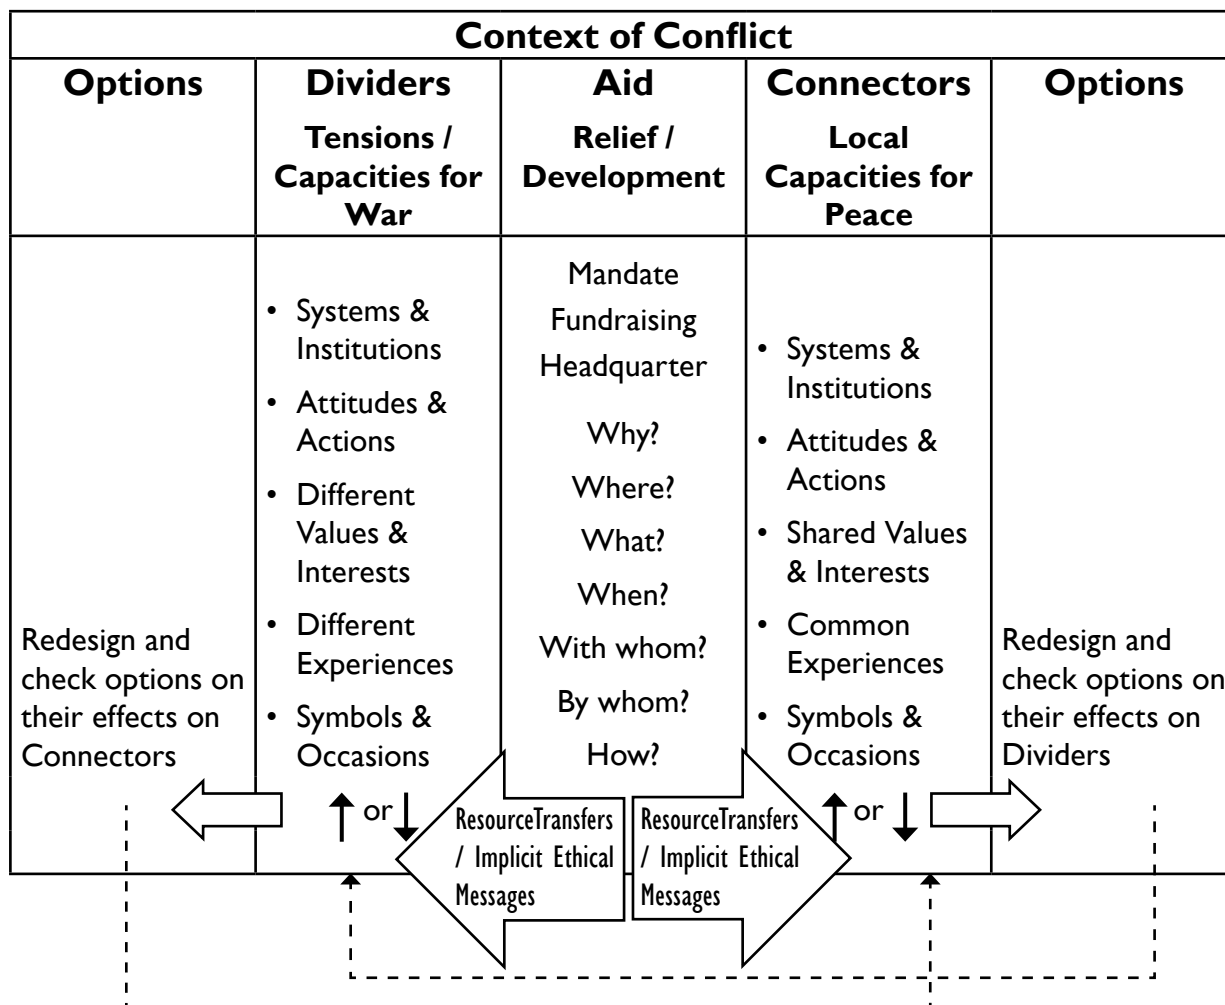 Context of Conflict
Options
Dividers
Tensions /
Capacities for
War
Aid
Relief /
Development
Connectors
Local
Capacities for
Peace
Options
Redesign and
check options on
their effects on
Connectors
• Systems &
Institutions
• Attitudes &
Actions
• Different
Values &
Interests
• Different
Experiences
• Symbols &
Occasions
or
Mandate
Fundraising
Headquarter
Why?
Where?
What?
When?
With whom?
By whom?
How?
ResourceTransfers
/ Implicit Ethical
Messages
ResourceTransfers
/ Implicit Ethical
Messages
• Systems &
Institutions
• Attitudes &
Actions
• Shared Values
& Interests
• Common
Experiences
• Symbols &
Occasions
or
Redesign and
check options on
their effects on
Dividers